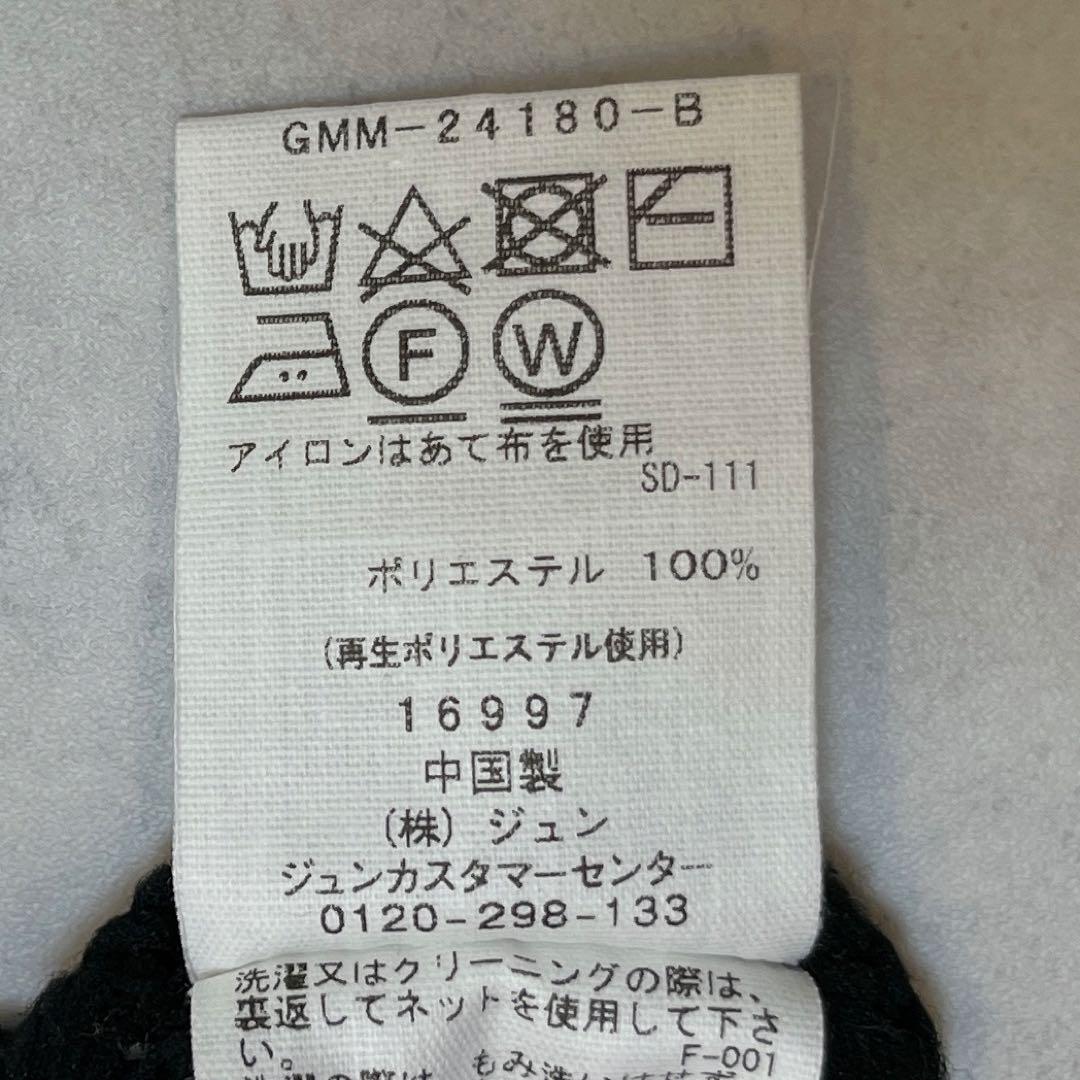 GMM-24180-B
F W
アイロンはあて布を使用
SD-111
ポリエステル 100%
(再生ポリエステル使用)
16997
中国製
(株) ジュン
ジュンカスタマーセンター
0120-298-133
洗濯又はクリーニングの際は、
裏返してネットを使用して下さ
い。
F-001